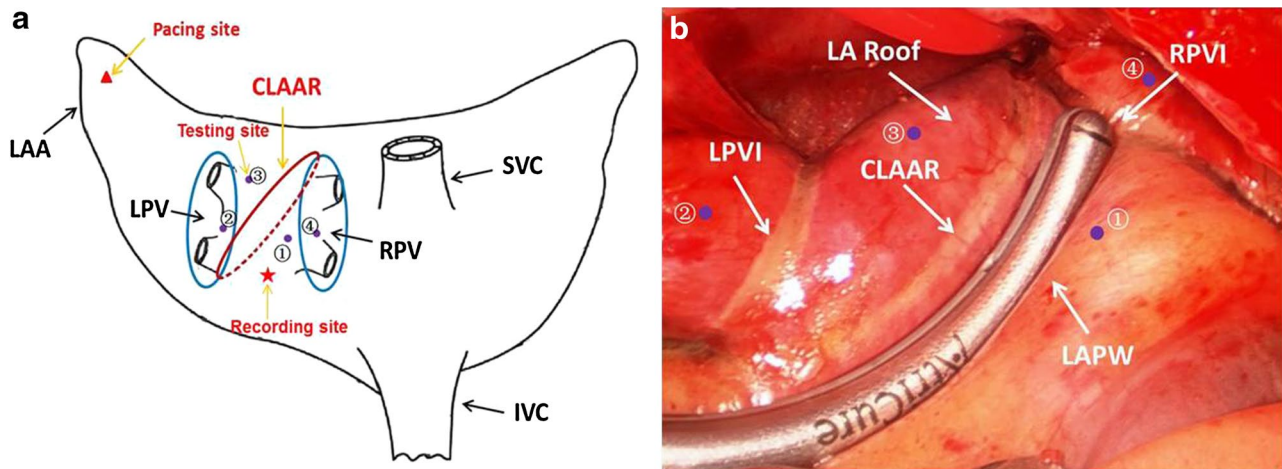 a
Pacing site
CLAAR
LAA
Testing site
③
SVC
LPV
②
④
RPV
①
Recording site
IVC
b
LA Roof
RPVI
④
③
LPVI
CLAAR
②
①
LAPW
AtriCure